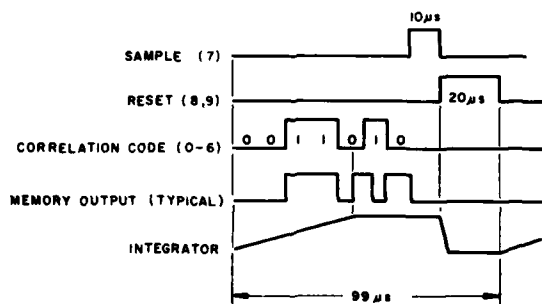 10μs
SAMPLE (7)
RESET (8,9)
20μs
CORRELATION CODE (0-6)
0 0 1 1 0 1 0
MEMORY OUTPUT (TYPICAL)
INTEGRATOR
99μs